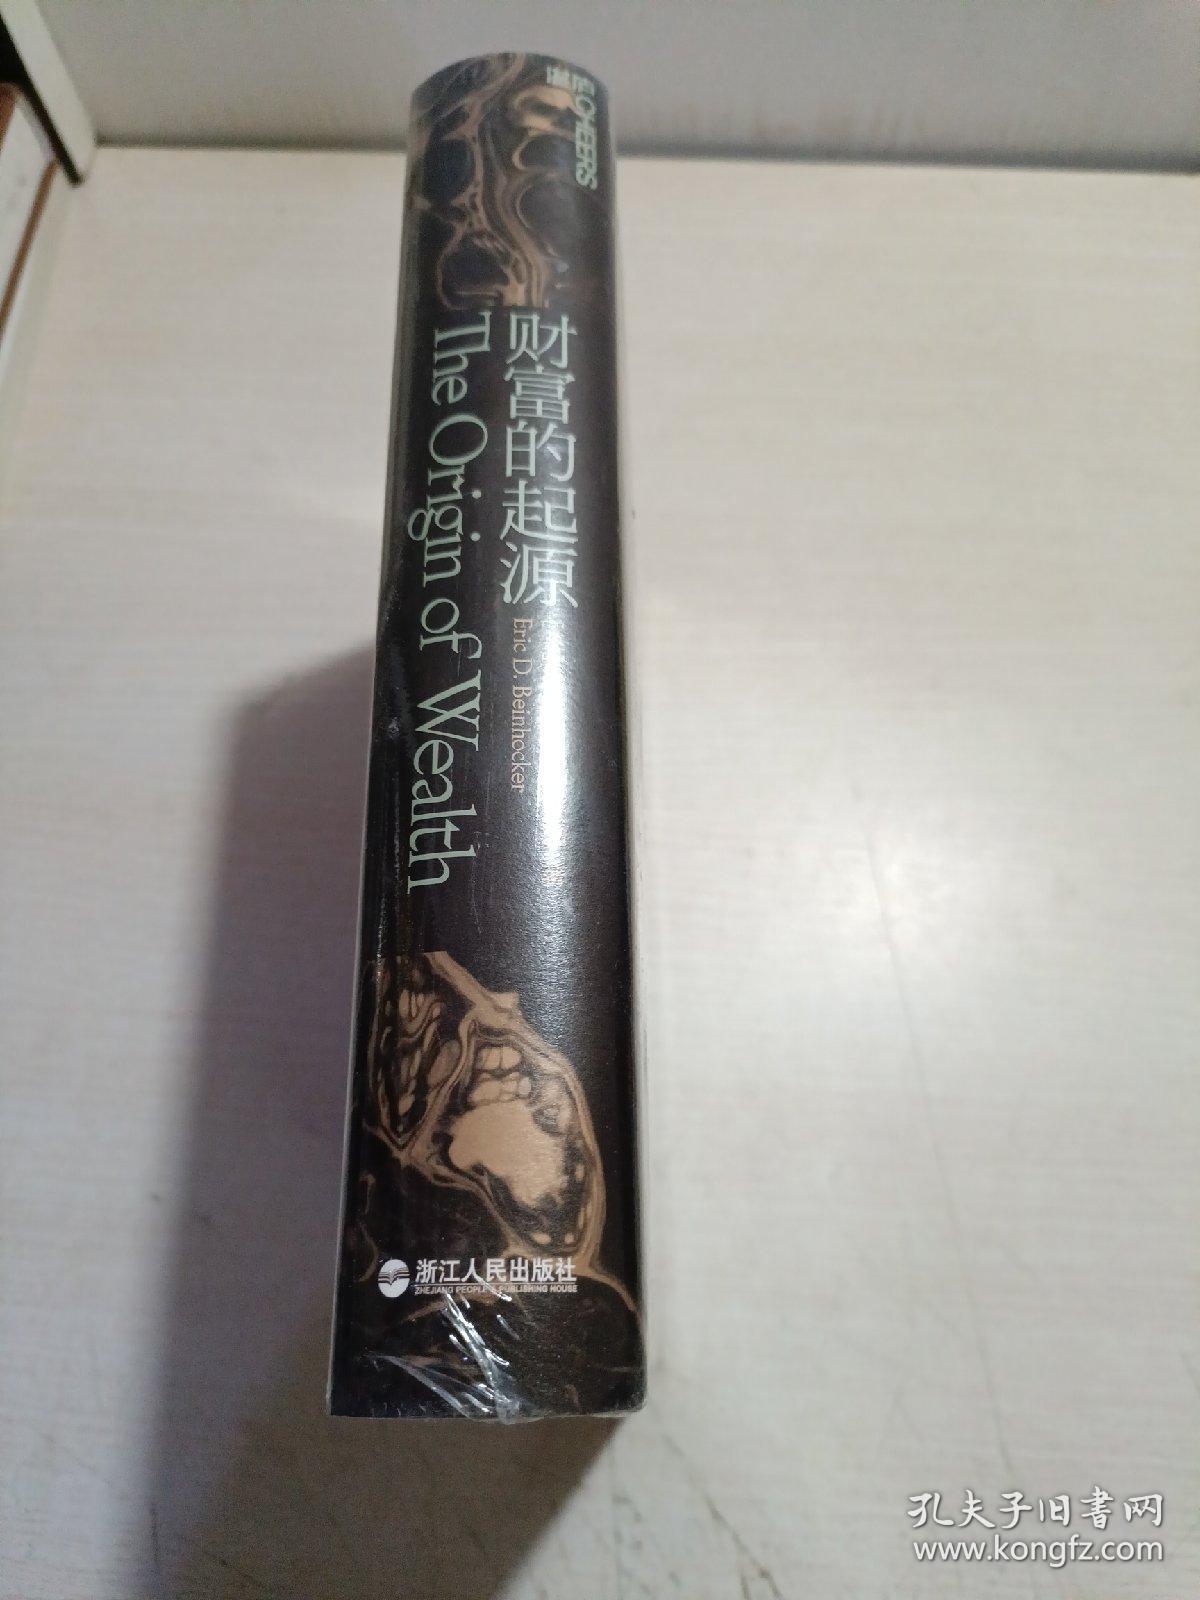 湛庐CHEERS
财富的起源
The Origin of Wealth
Eric D. Beinhocker
浙江人民出版社
ZHEJIANG PEOPLE'S PUBLISHING HOUSE
孔夫子旧书网
www.kongfz.com